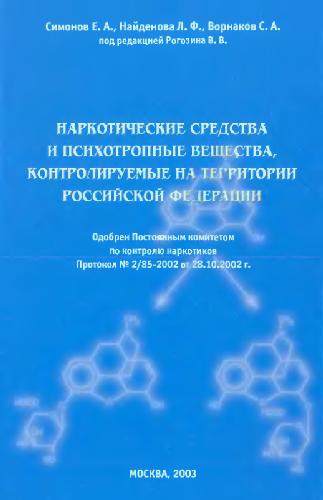 Симонов Е. А., Найденова Л. Ф., Ворнаков С. А.
под редакцией Рогозина В. В.
НАРКОТИЧЕСКИЕ СРЕДСТВА
И ПСИХОТРОПНЫЕ ВЕЩЕСТВА,
КОНТРОЛИРУЕМЫЕ НА ТЕРРИТОРИИ
РОССИЙСКОЙ ФЕДЕРАЦИИ
Одобрен Постоянным комитетом
по контролю наркотиков
Протокол № 2/85-2002 от 28.10.2002 г.
МОСКВА, 2003